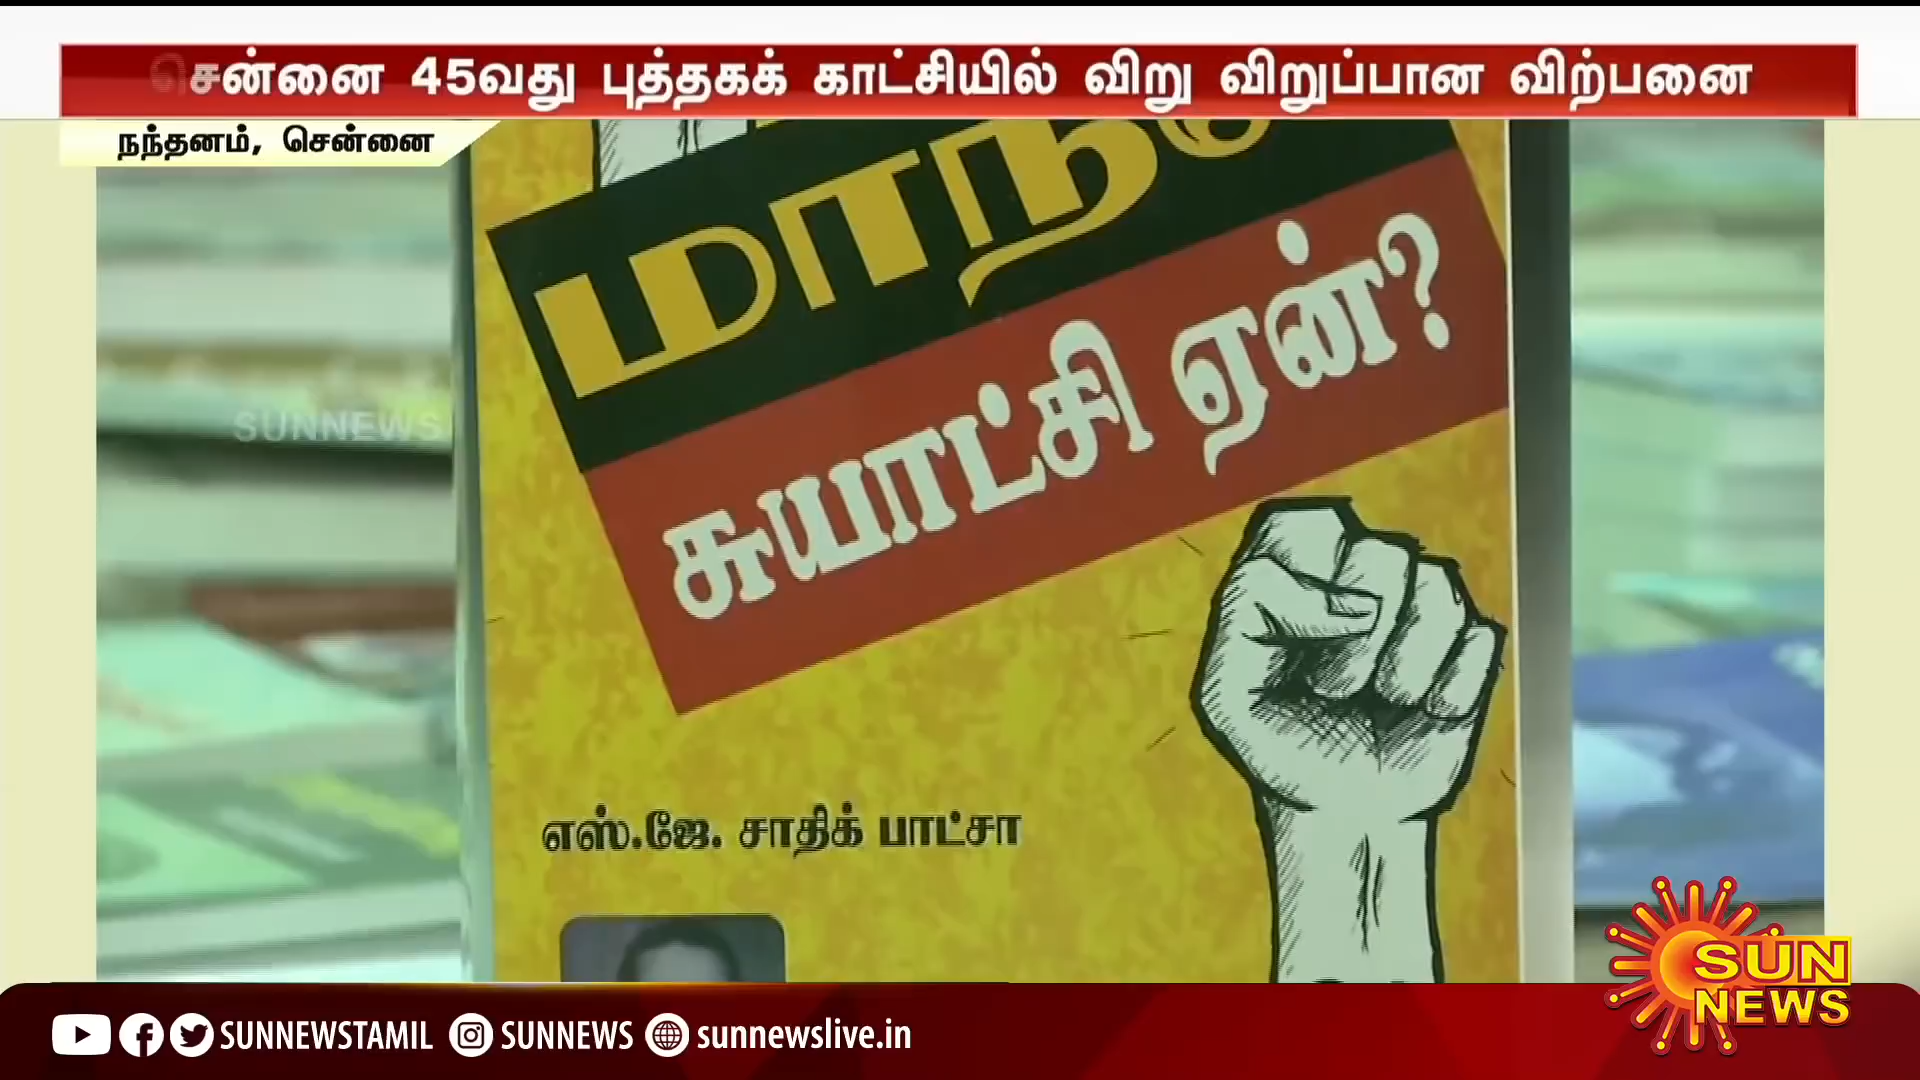 சென்னை 45வது புத்தகக் காட்சியில் விறு விறுப்பான விற்பனை
நந்தனம், சென்னை
சுயாட்சி ஏன்?
SUNNEWS
எஸ்.ஜே. சாதிக் பாட்சா
SUN
NEWS
SUNNEWSTAMIL SUNNEWS sunnewslive.in